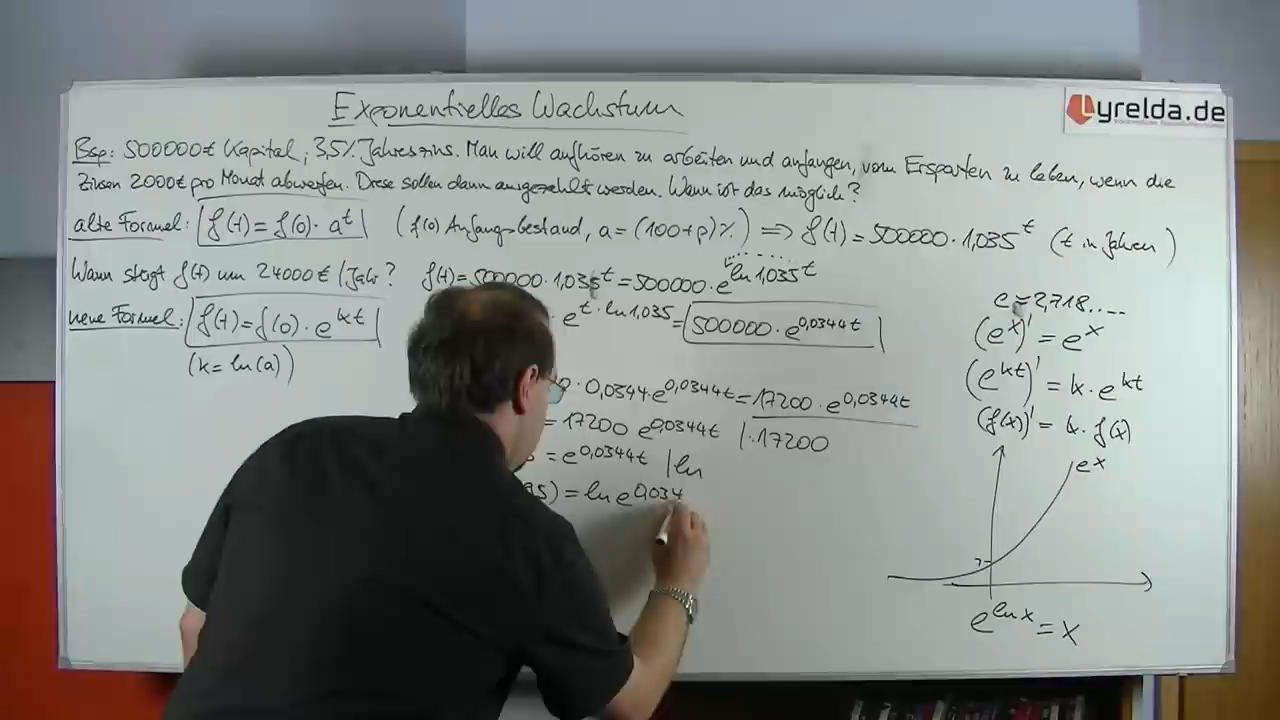 Exponentielles Wachstum
Lyrelda.de
Bsp: 500000€ Kapital; 3,5% Jahreszins. Man will aufhören zu arbeiten und anfangen, vom Ersparten zu leben, wenn die
Zinsen 2000€ pro Monat abwerfen. Diese sollen dann ausgezahlt werden. Wann ist das möglich?
alte Formel: f(t) = f(0) · a^t (f(0) Anfangsbestand, a = (100+p)%) => f(t) = 500000 · 1,035^t (t in Jahren)
Wann steigt f(t) um 24000€/Jahr? f(t) = 500000 · 1,035^t = 500000 · e^(ln 1,035^t)
neue Formel: f(t) = f(0) · e^(kt) · e^(t · ln 1,035) = 500000 · e^(0,0344t)
(k = ln(a))
0 · 0,0344 · e^(0,0344t) = 17200 · e^(0,0344t)
= 17200 e^(0,0344t) |: 17200
= e^(0,0344t) | ln
95) = ln e^(0,034
e ≈ 2,718....
(e^x)' = e^x
(e^(kt))' = k · e^(kt)
(f(x))' = k · f(x)
e^x
1
e^(ln x) = x